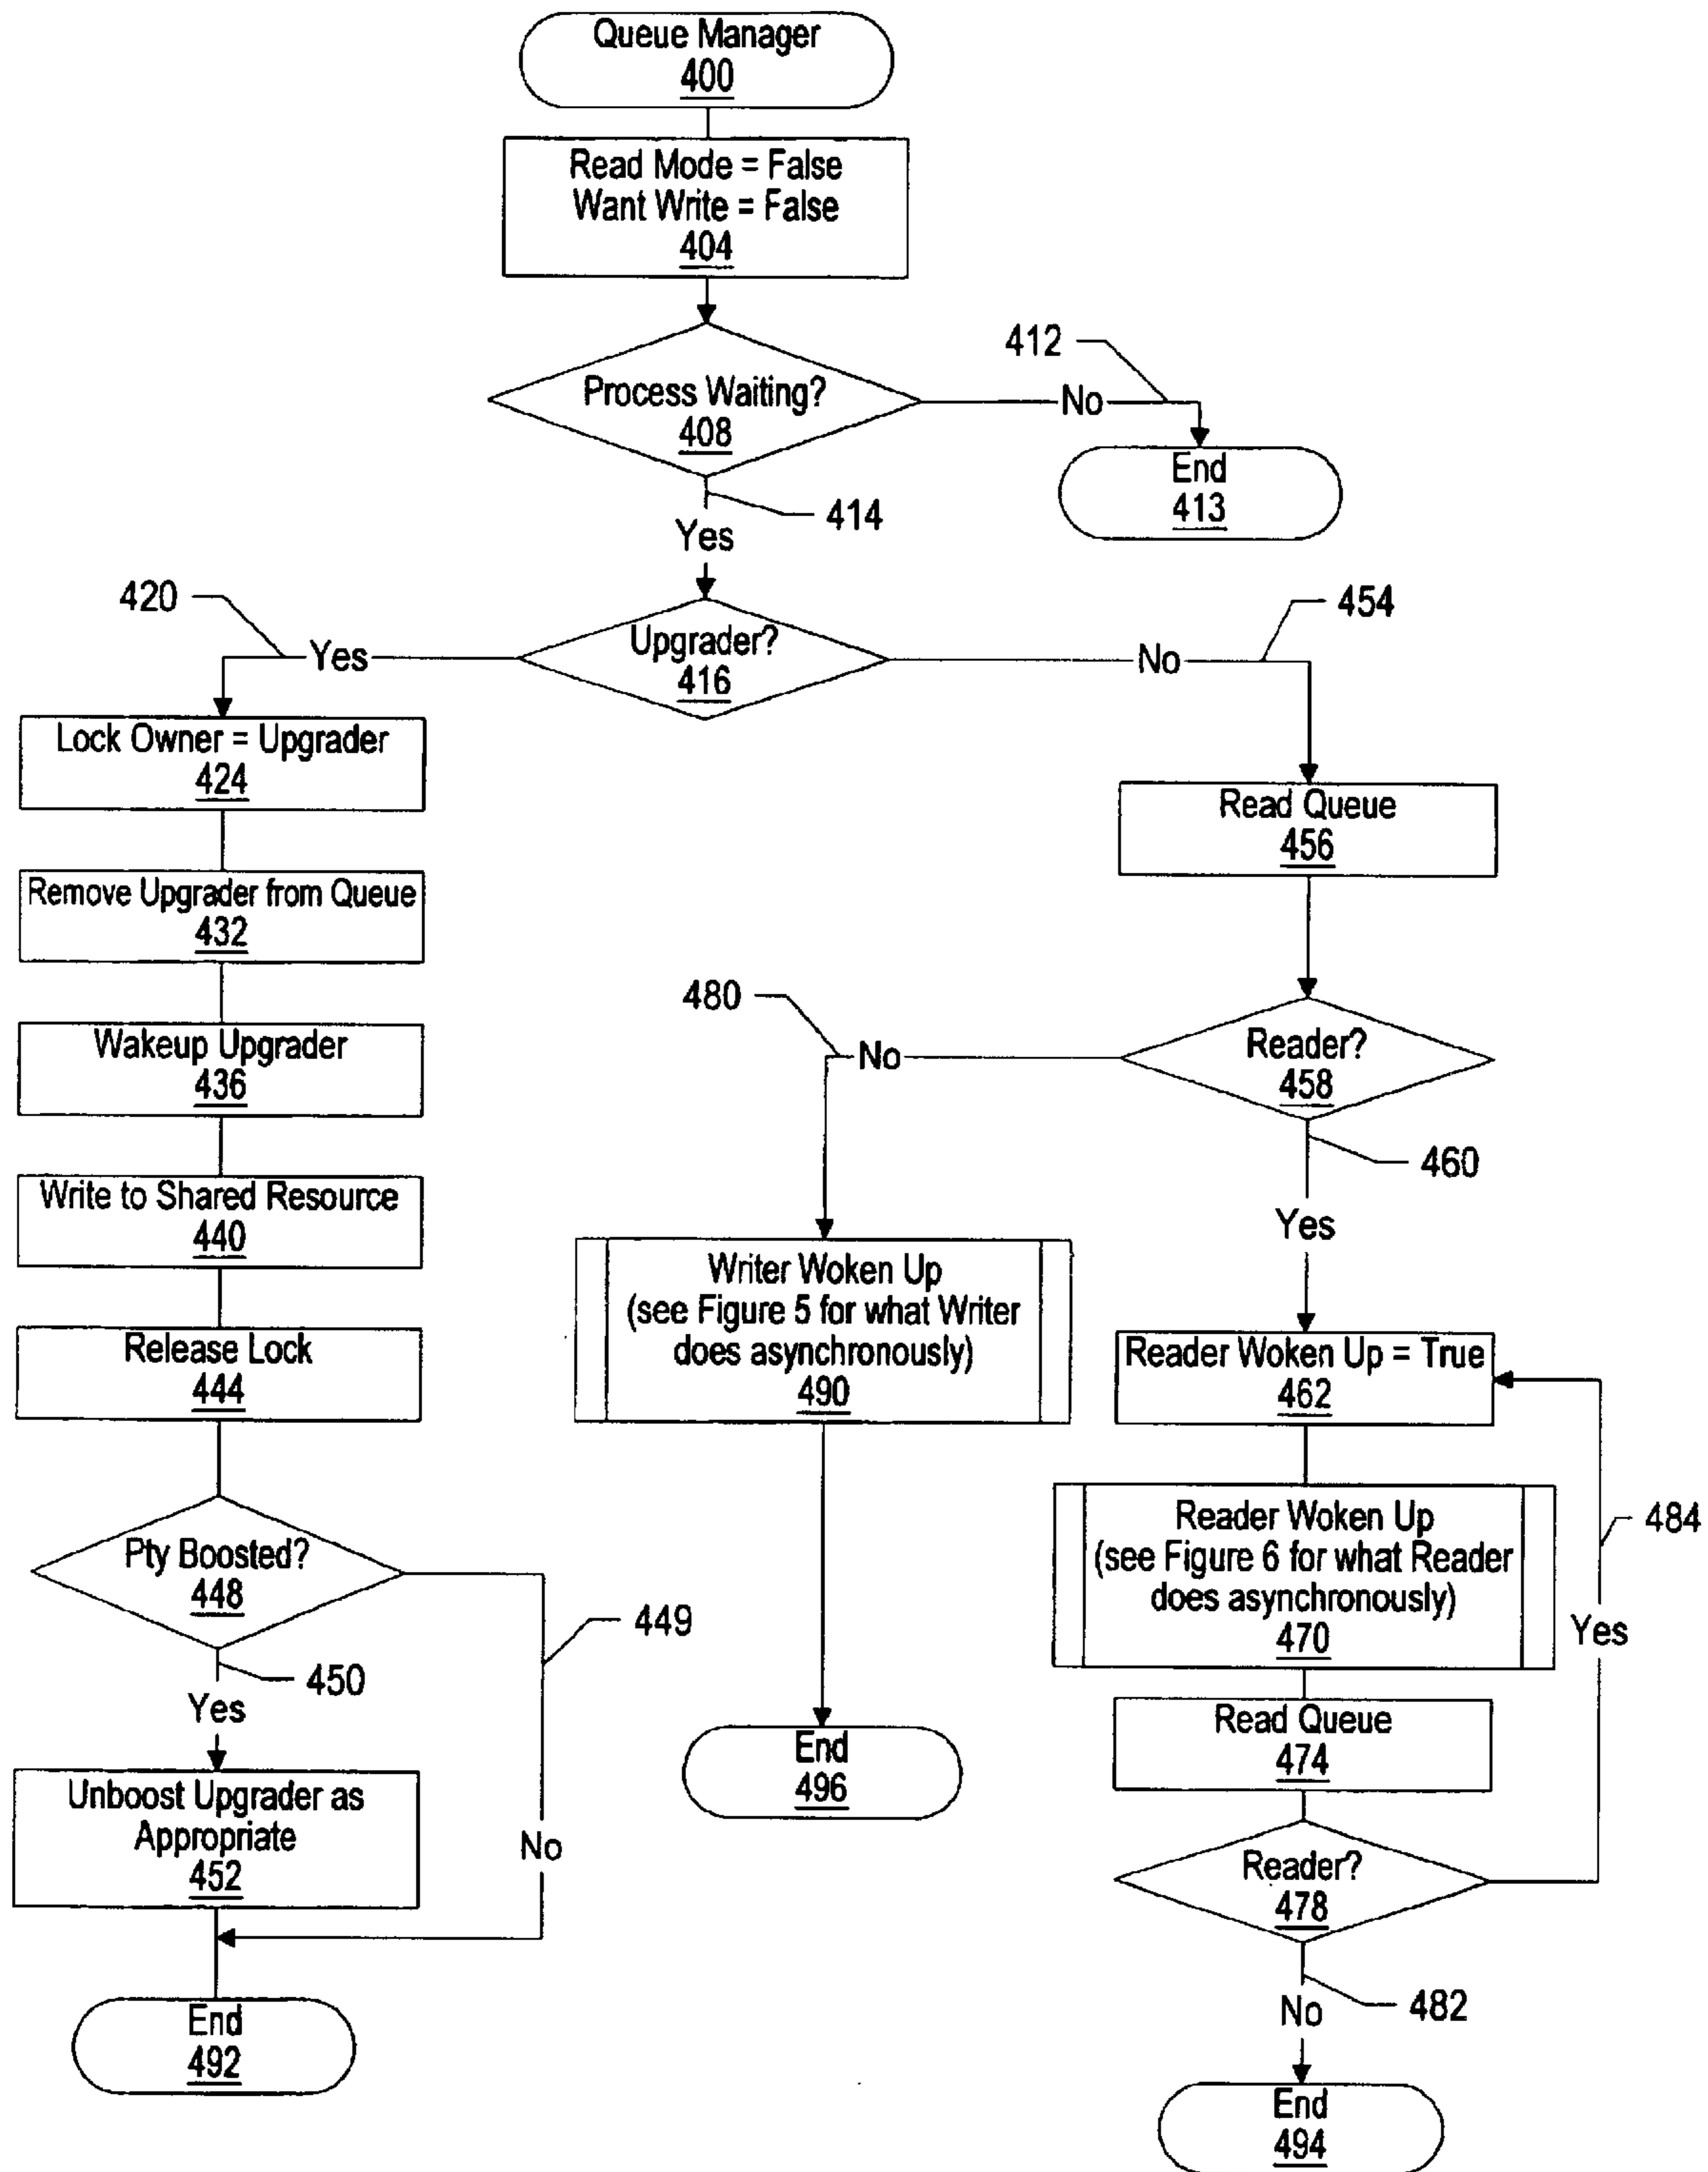 Queue Manager
400
Read Mode = False
Want Write = False
404
412
Process Waiting?
408
No
End
413
414
Yes
420
454
Upgrader?
416
Yes
No
Lock Owner = Upgrader
424
Read Queue
456
Remove Upgrader from Queue
432
480
Wakeup Upgrader
436
Reader?
458
No
460
Write to Shared Resource
440
Yes
Writer Woken Up
(see Figure 5 for what Writer
does asynchronously)
490
Release Lock
444
Reader Woken Up = True
462
484
Reader Woken Up
(see Figure 6 for what Reader
does asynchronously)
470
Yes
Pty Boosted?
448
449
450
Yes
Read Queue
474
End
496
Unboost Upgrader as
Appropriate
452
No
Reader?
478
482
No
End
492
End
494